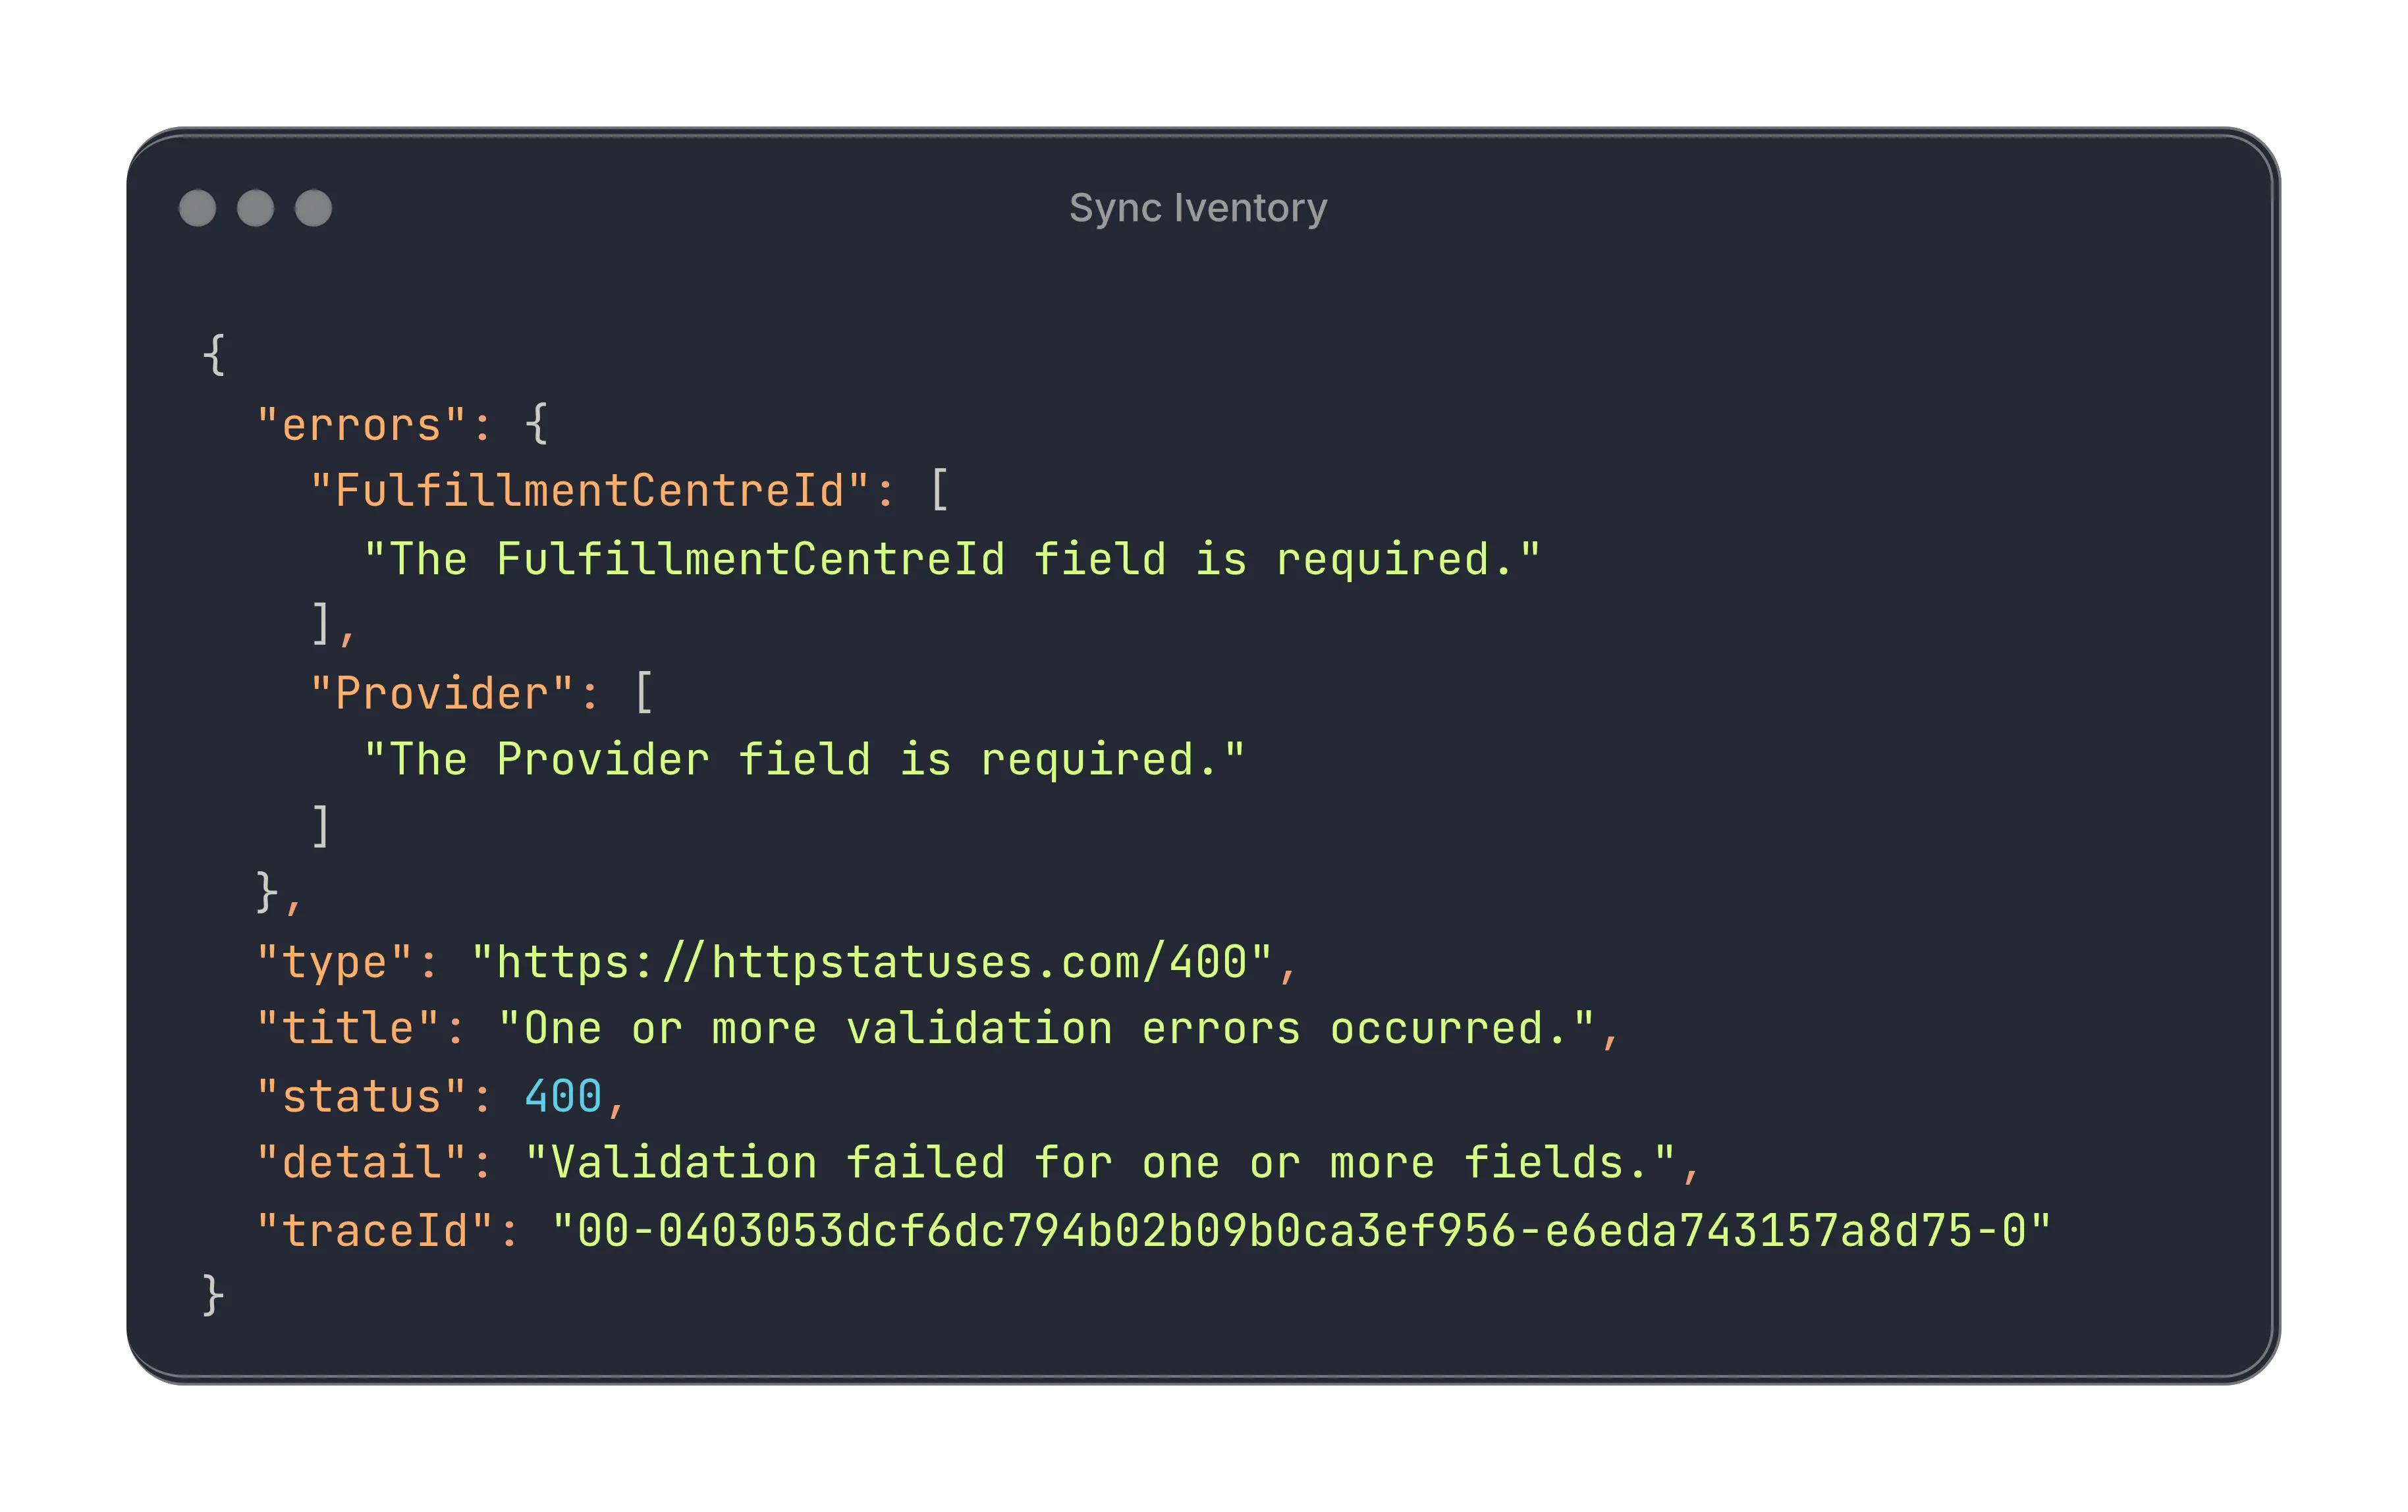 Sync Iventory
{
  "errors": {
    "FulfillmentCentreId": [
      "The FulfillmentCentreId field is required."
    ],
    "Provider": [
      "The Provider field is required."
    ]
  },
  "type": "https://httpstatuses.com/400",
  "title": "One or more validation errors occurred.",
  "status": 400,
  "detail": "Validation failed for one or more fields.",
  "traceId": "00-0403053dcf6dc794b02b09b0ca3ef956-e6eda743157a8d75-0"
}